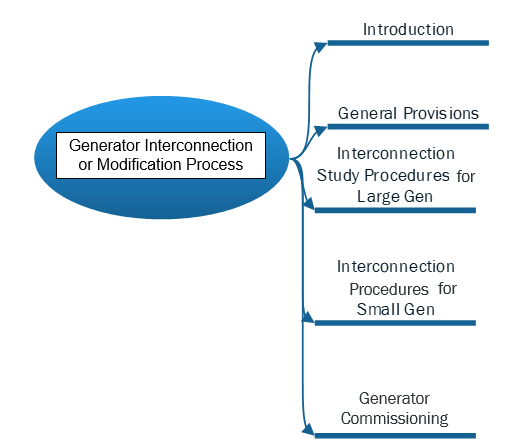 Generator Interconnection
or Modification Process
Introduction
General Provisions
Interconnection
Study Procedures for
Large Gen
Interconnection
Procedures for
Small Gen
Generator
Commissioning